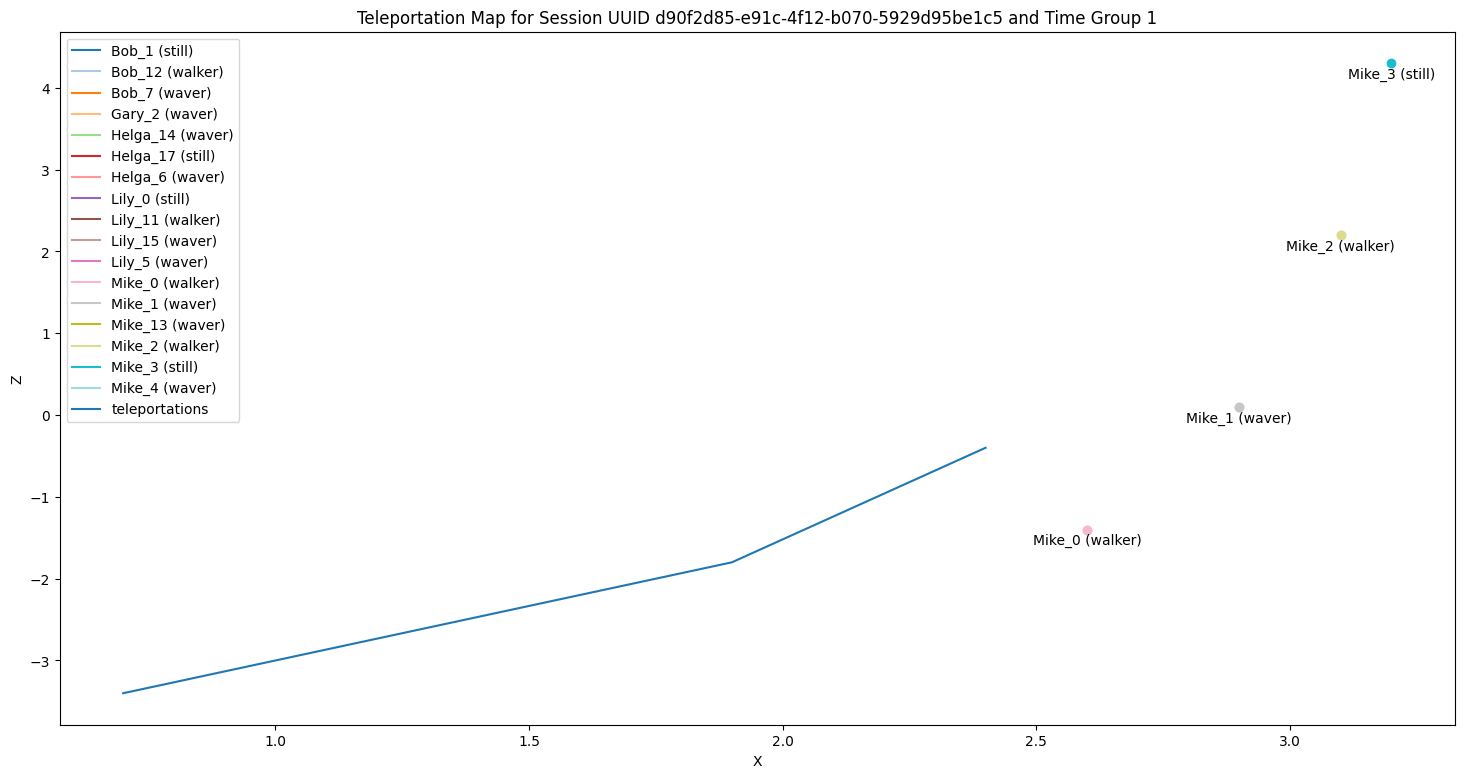 Teleportation Map for Session UUID d90f2d85-e91c-4f12-b070-5929d95be1c5 and Time Group 1
Bob_1 (still)
Bob_12 (walker)
Bob_7 (waver)
Gary_2 (waver)
Helga_14 (waver)
Helga_17 (still)
Helga_6 (waver)
Lily_0 (still)
Lily_11 (walker)
Lily_15 (waver)
Lily_5 (waver)
Mike_0 (walker)
Mike_1 (waver)
Mike_13 (waver)
Mike_2 (walker)
Mike_3 (still)
Mike_4 (waver)
teleportations
Mike_3 (still)
Mike_2 (walker)
Mike_1 (waver)
Mike_0 (walker)
4
3
2
1
0
−1
−2
−3
Z
1.0
1.5
2.0
2.5
3.0
X